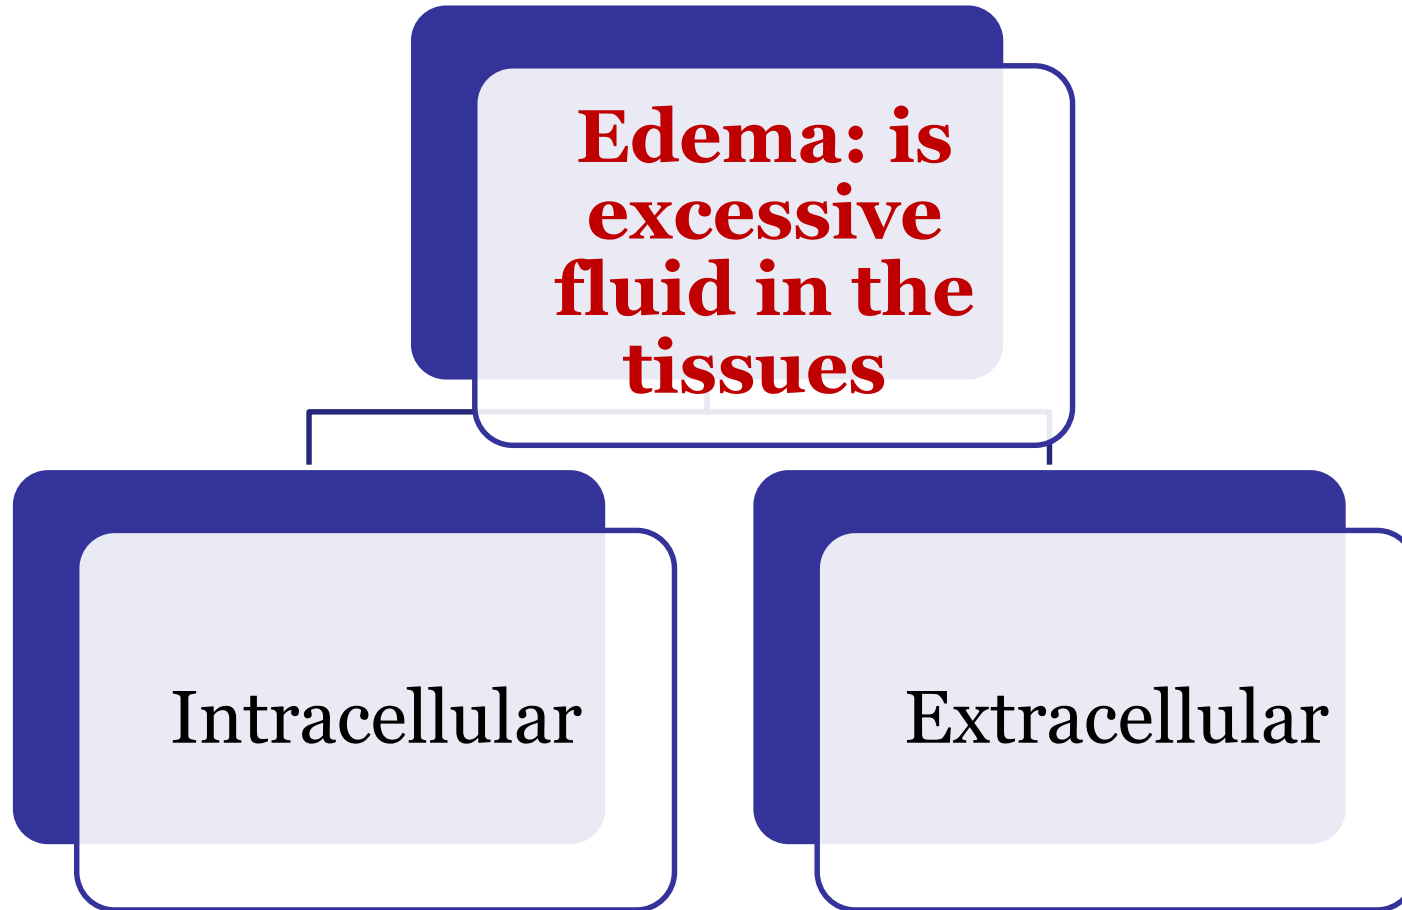 Edema: is
excessive
fluid in the
tissues
Intracellular
Extracellular